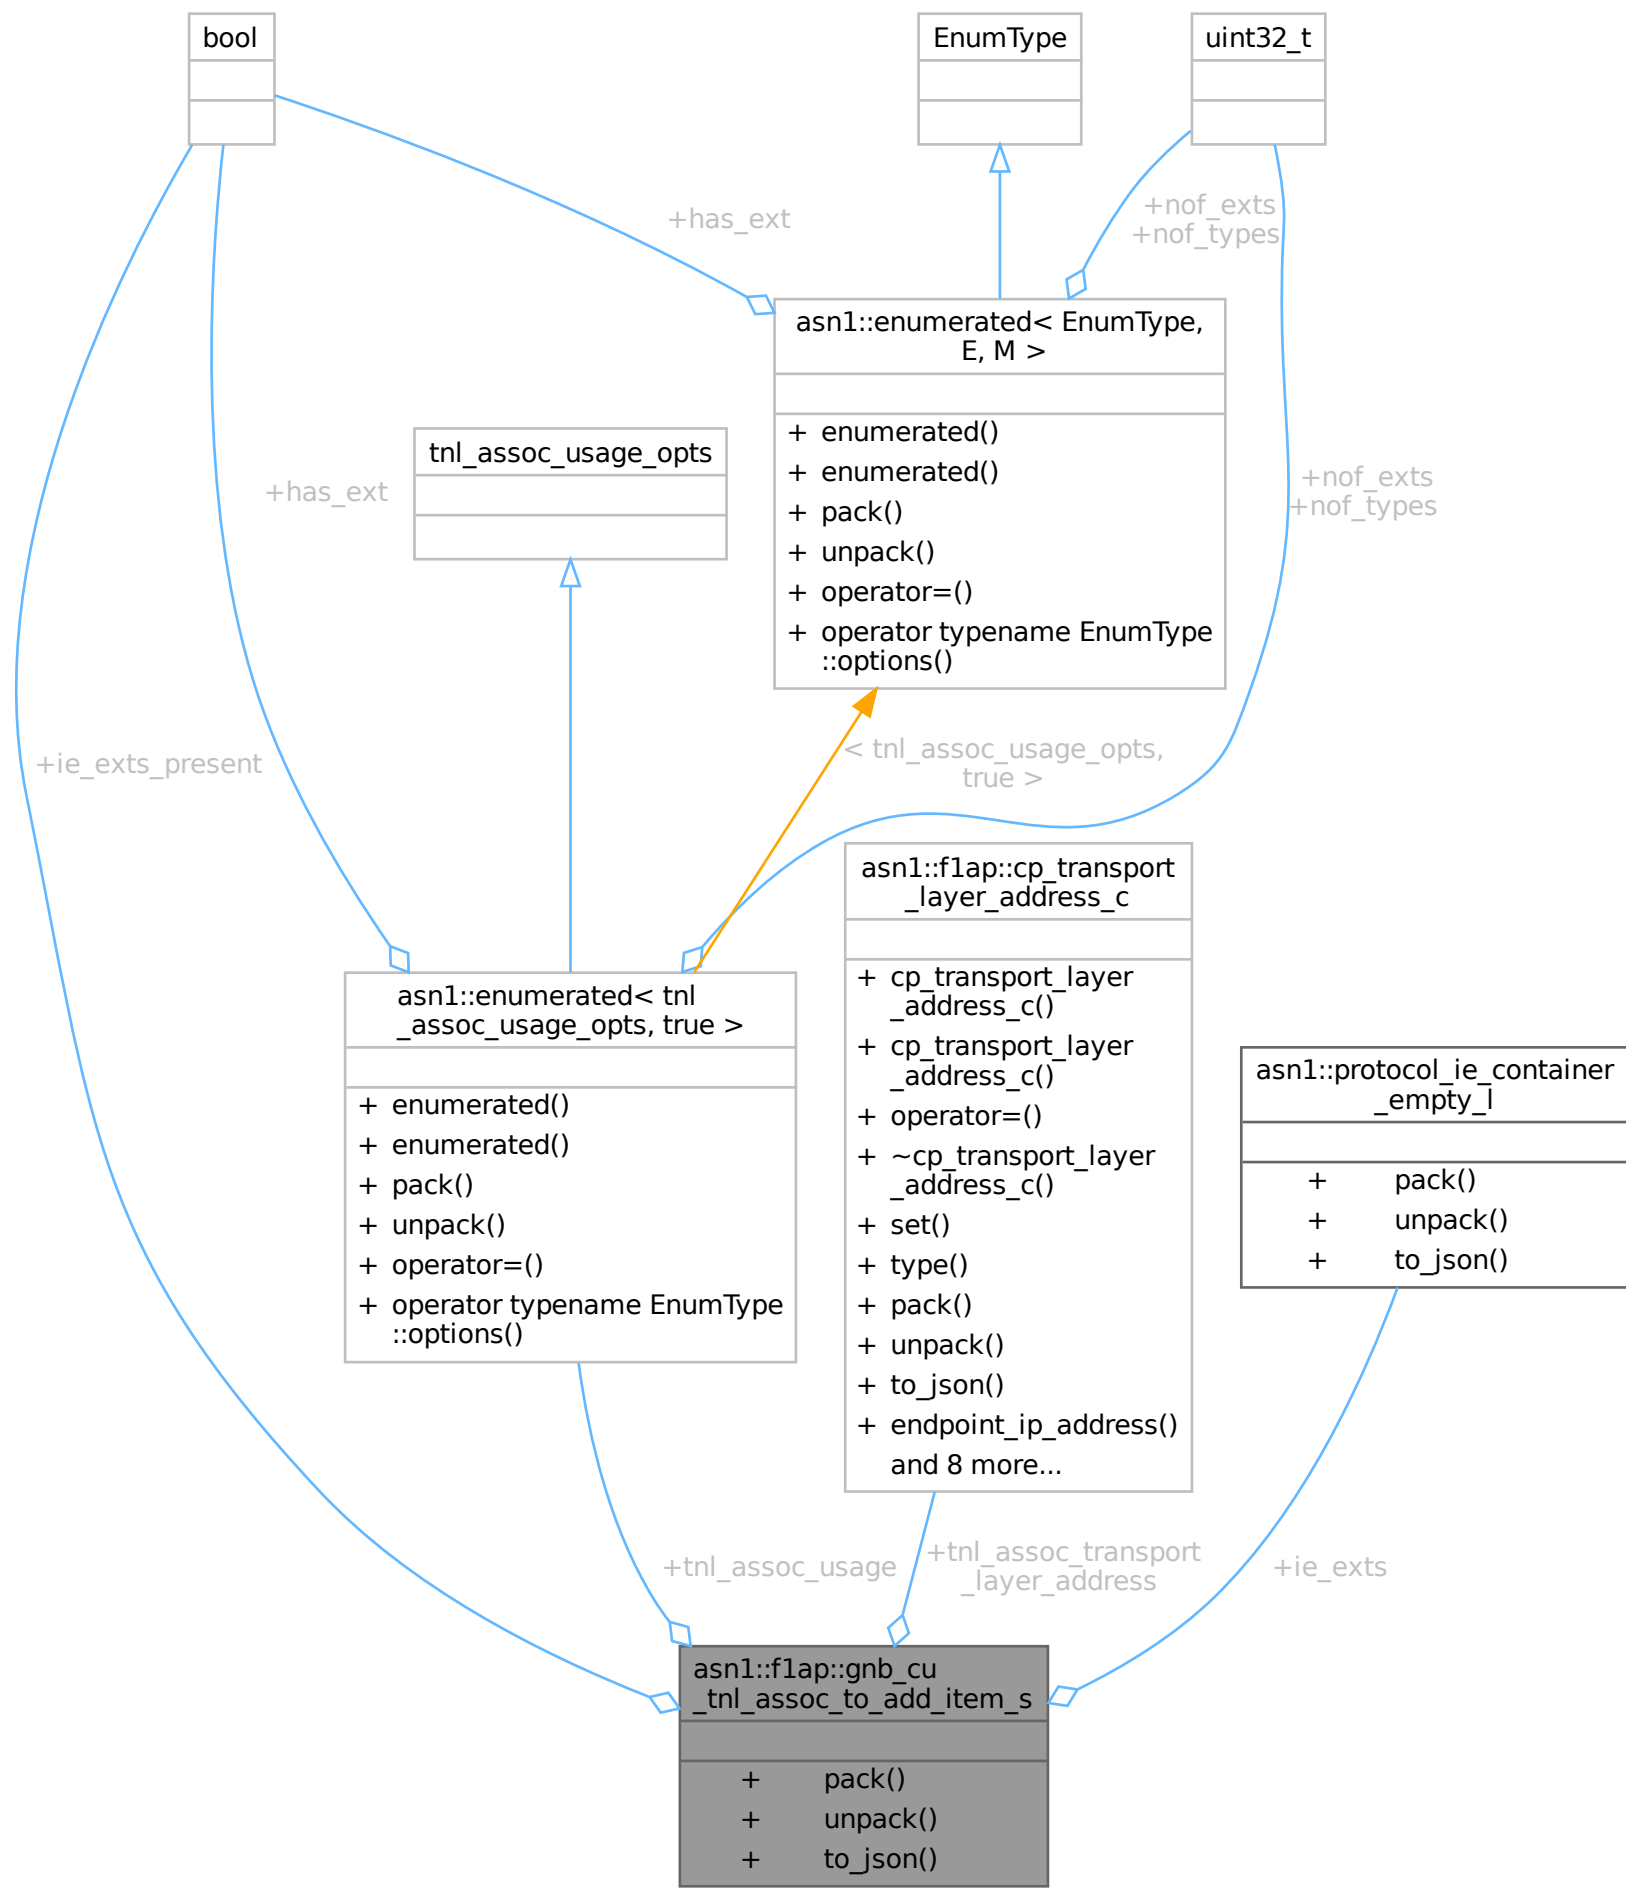 bool
EnumType
uint32_t
+has_ext
+nof_exts
+nof_types
asn1::enumerated< EnumType,
E, M >
+ enumerated()
+ enumerated()
+ pack()
+ unpack()
+ operator=()
+ operator typename EnumType
::options()
tnl_assoc_usage_opts
+has_ext
+nof_exts
+nof_types
+ie_exts_present
< tnl_assoc_usage_opts,
true >
asn1::enumerated< tnl
_assoc_usage_opts, true >
+ enumerated()
+ enumerated()
+ pack()
+ unpack()
+ operator=()
+ operator typename EnumType
::options()
asn1::f1ap::cp_transport
_layer_address_c
+ cp_transport_layer
_address_c()
+ cp_transport_layer
_address_c()
+ operator=()
+ ~cp_transport_layer
_address_c()
+ set()
+ type()
+ pack()
+ unpack()
+ to_json()
+ endpoint_ip_address()
and 8 more...
asn1::protocol_ie_container
_empty_l
+ pack()
+ unpack()
+ to_json()
+tnl_assoc_usage
+tnl_assoc_transport
_layer_address
+ie_exts
asn1::f1ap::gnb_cu
_tnl_assoc_to_add_item_s
+ pack()
+ unpack()
+ to_json()